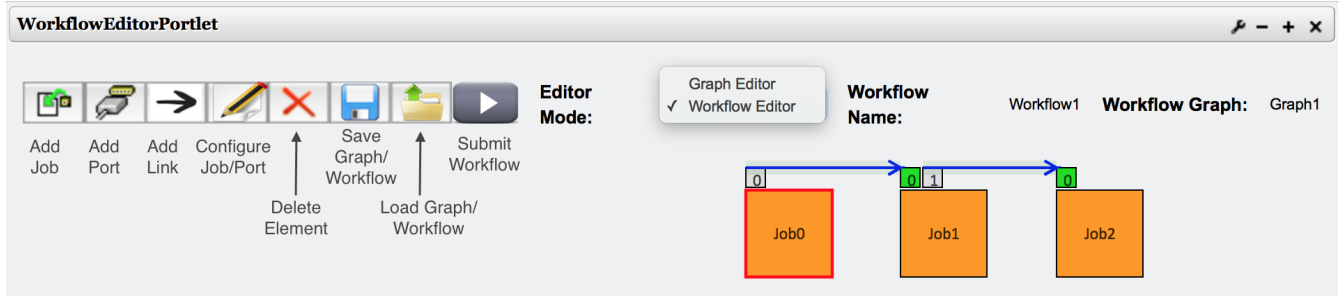 WorkflowEditorPortlet
Editor
Mode:
Graph Editor
✓ Workflow Editor
Workflow
Name:
Workflow1
Workflow Graph:
Graph1
Add
Job
Add
Port
Add
Link
Configure
Job/Port
Delete
Element
Save
Graph/
Workflow
Load Graph/
Workflow
Submit
Workflow
0
0
1
0
Job0
Job1
Job2